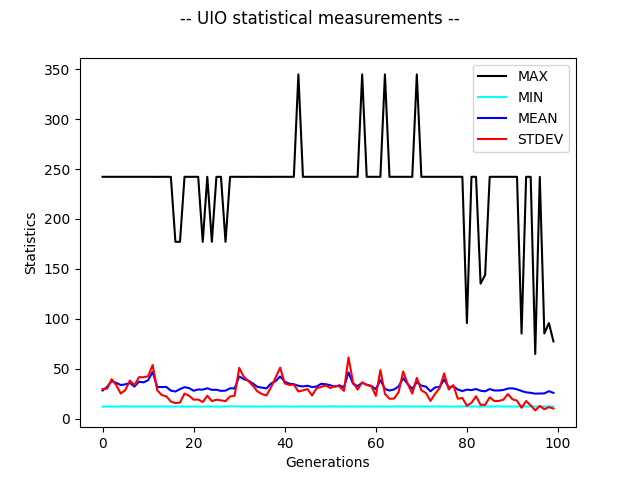 -- UIO statistical measurements --
350
300
250
200
150
100
50
0
Statistics
MAX
MIN
MEAN
STDEV
0 20 40 60 80 100
Generations